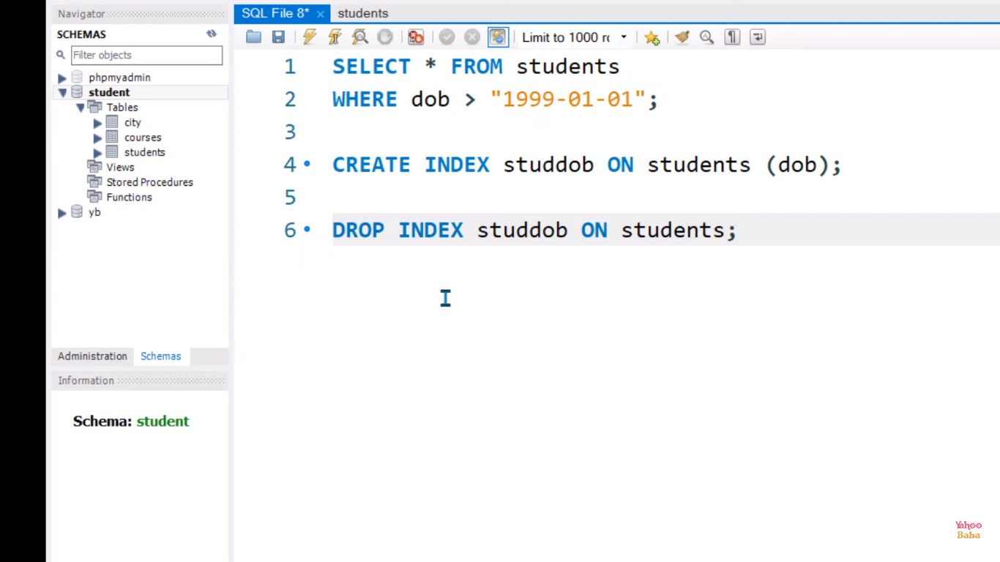 Navigator
SCHEMAS
Filter objects
phpmyadmin
student
Tables
city
courses
students
Views
Stored Procedures
Functions
yb
Administration Schemas
Information
Schema: student
SQL File 8* × students
Limit to 1000 rc
1 SELECT * FROM students
2 WHERE dob > "1999-01-01";
3
4 CREATE INDEX studdob ON students (dob);
5
6 DROP INDEX studdob ON students;
Yahoo
Baba